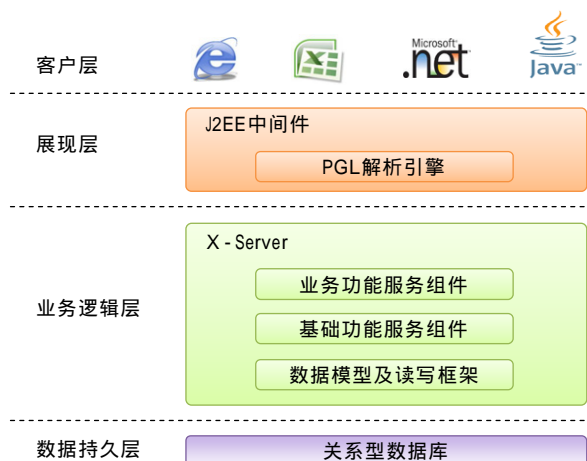 客户层
Microsoft
.net
Java
展现层
J2EE中间件
PGL解析引擎
业务逻辑层
X - Server
业务功能服务组件
基础功能服务组件
数据模型及读写框架
数据持久层
关系型数据库